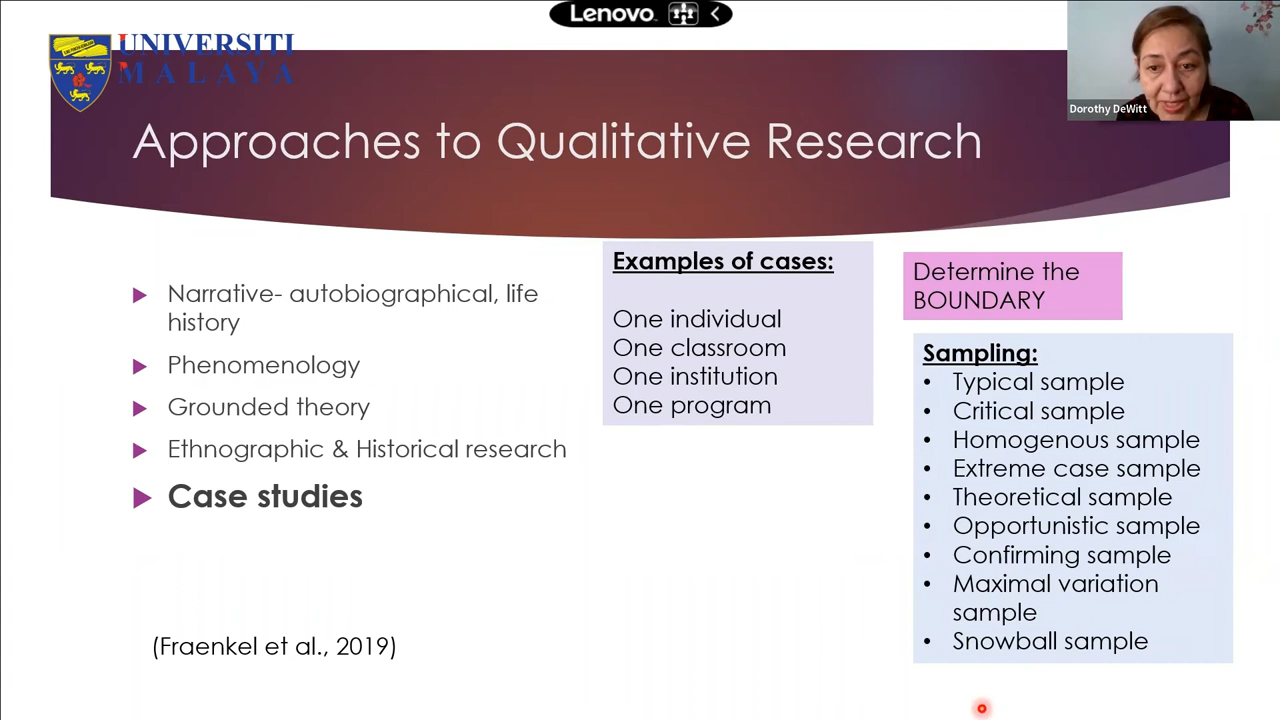 Lenovo
UNIVERSITI
MALAYA
Dorothy DeWitt
Approaches to Qualitative Research
Narrative- autobiographical, life
history
Phenomenology
Grounded theory
Ethnographic & Historical research
Case studies
(Fraenkel et al., 2019)
Examples of cases:
One individual
One classroom
One institution
One program
Determine the
BOUNDARY
Sampling:
• Typical sample
• Critical sample
• Homogenous sample
• Extreme case sample
• Theoretical sample
• Opportunistic sample
• Confirming sample
• Maximal variation
sample
• Snowball sample